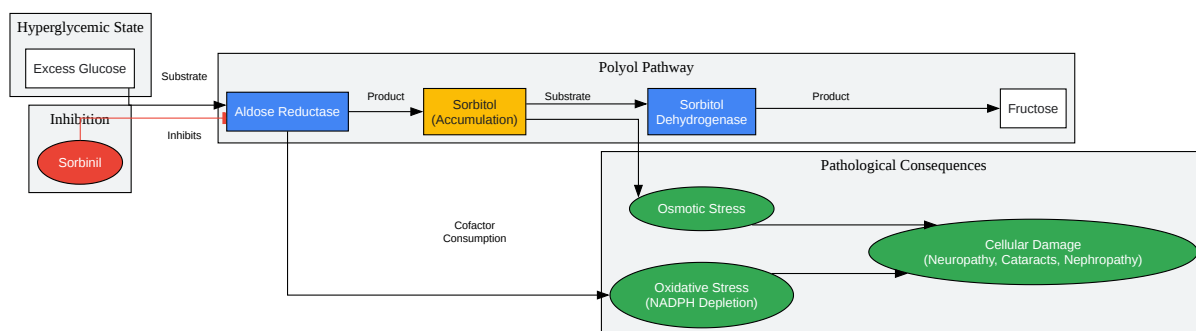 Hyperglycemic State
Excess Glucose
Substrate
Inhibition
Inhibits
Sorbinil
Polyol Pathway
Aldose Reductase
Product
Sorbitol
(Accumulation)
Substrate
Sorbitol
Dehydrogenase
Product
Fructose
Cofactor
Consumption
Pathological Consequences
Osmotic Stress
Oxidative Stress
(NADPH Depletion)
Cellular Damage
(Neuropathy, Cataracts, Nephropathy)